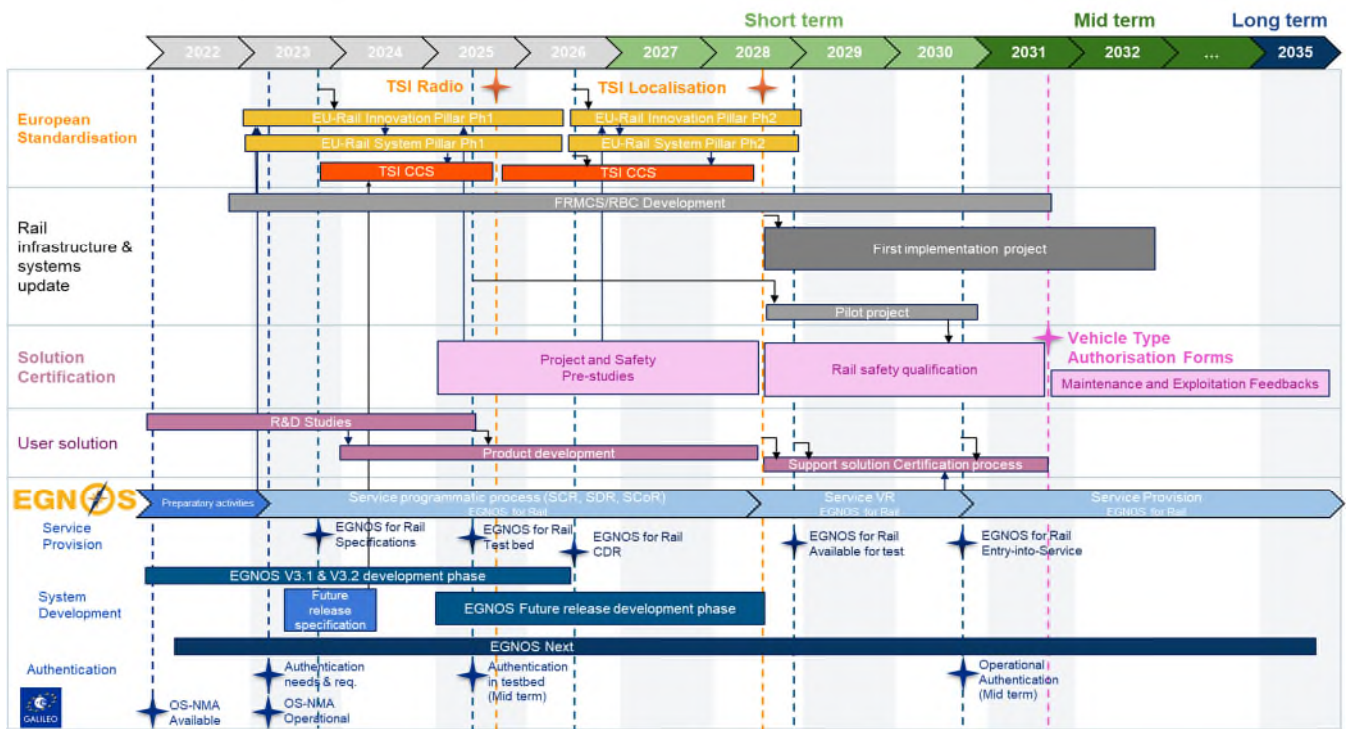 Short term
Mid term
Long term
2022
2023
2024
2025
2026
2027
2028
2029
2030
2031
2032
...
2035
European
Standardisation
TSI Radio
TSI Localisation
EU-Rail Innovation Pillar Ph1
EU-Rail Innovation Pillar Ph2
EU-Rail System Pillar Ph1
EU-Rail System Pillar Ph2
TSI CCS
TSI CCS
Rail
infrastructure &
systems
update
FRMCS/RBC Development
First implementation project
Pilot project
Solution
Certification
Project and Safety
Pre-studies
Rail safety qualification
Vehicle Type
Authorisation Forms
Maintenance and Exploitation Feedbacks
User solution
R&D Studies
Product development
Support solution Certification process
EGNOS
Preparatory activities
Service programmatic process (SCR, SDR, SCoR)
EGNOS for Rail
Service VR
EGNOS for Rail
Service Provision
EGNOS for Rail
Service
Provision
EGNOS for Rail
Specifications
EGNOS for Rail
Test bed
EGNOS for Rail
CDR
EGNOS for Rail
Available for test
EGNOS for Rail
Entry-into-Service
EGNOS V3.1 & V3.2 development phase
System
Development
Future
release
specification
EGNOS Future release development phase
EGNOS Next
Authentication
Authentication
needs & req.
Authentication
in testbed
(Mid term)
Operational
Authentication
(Mid term)
GALILEO
OS-NMA
Available
OS-NMA
Operational